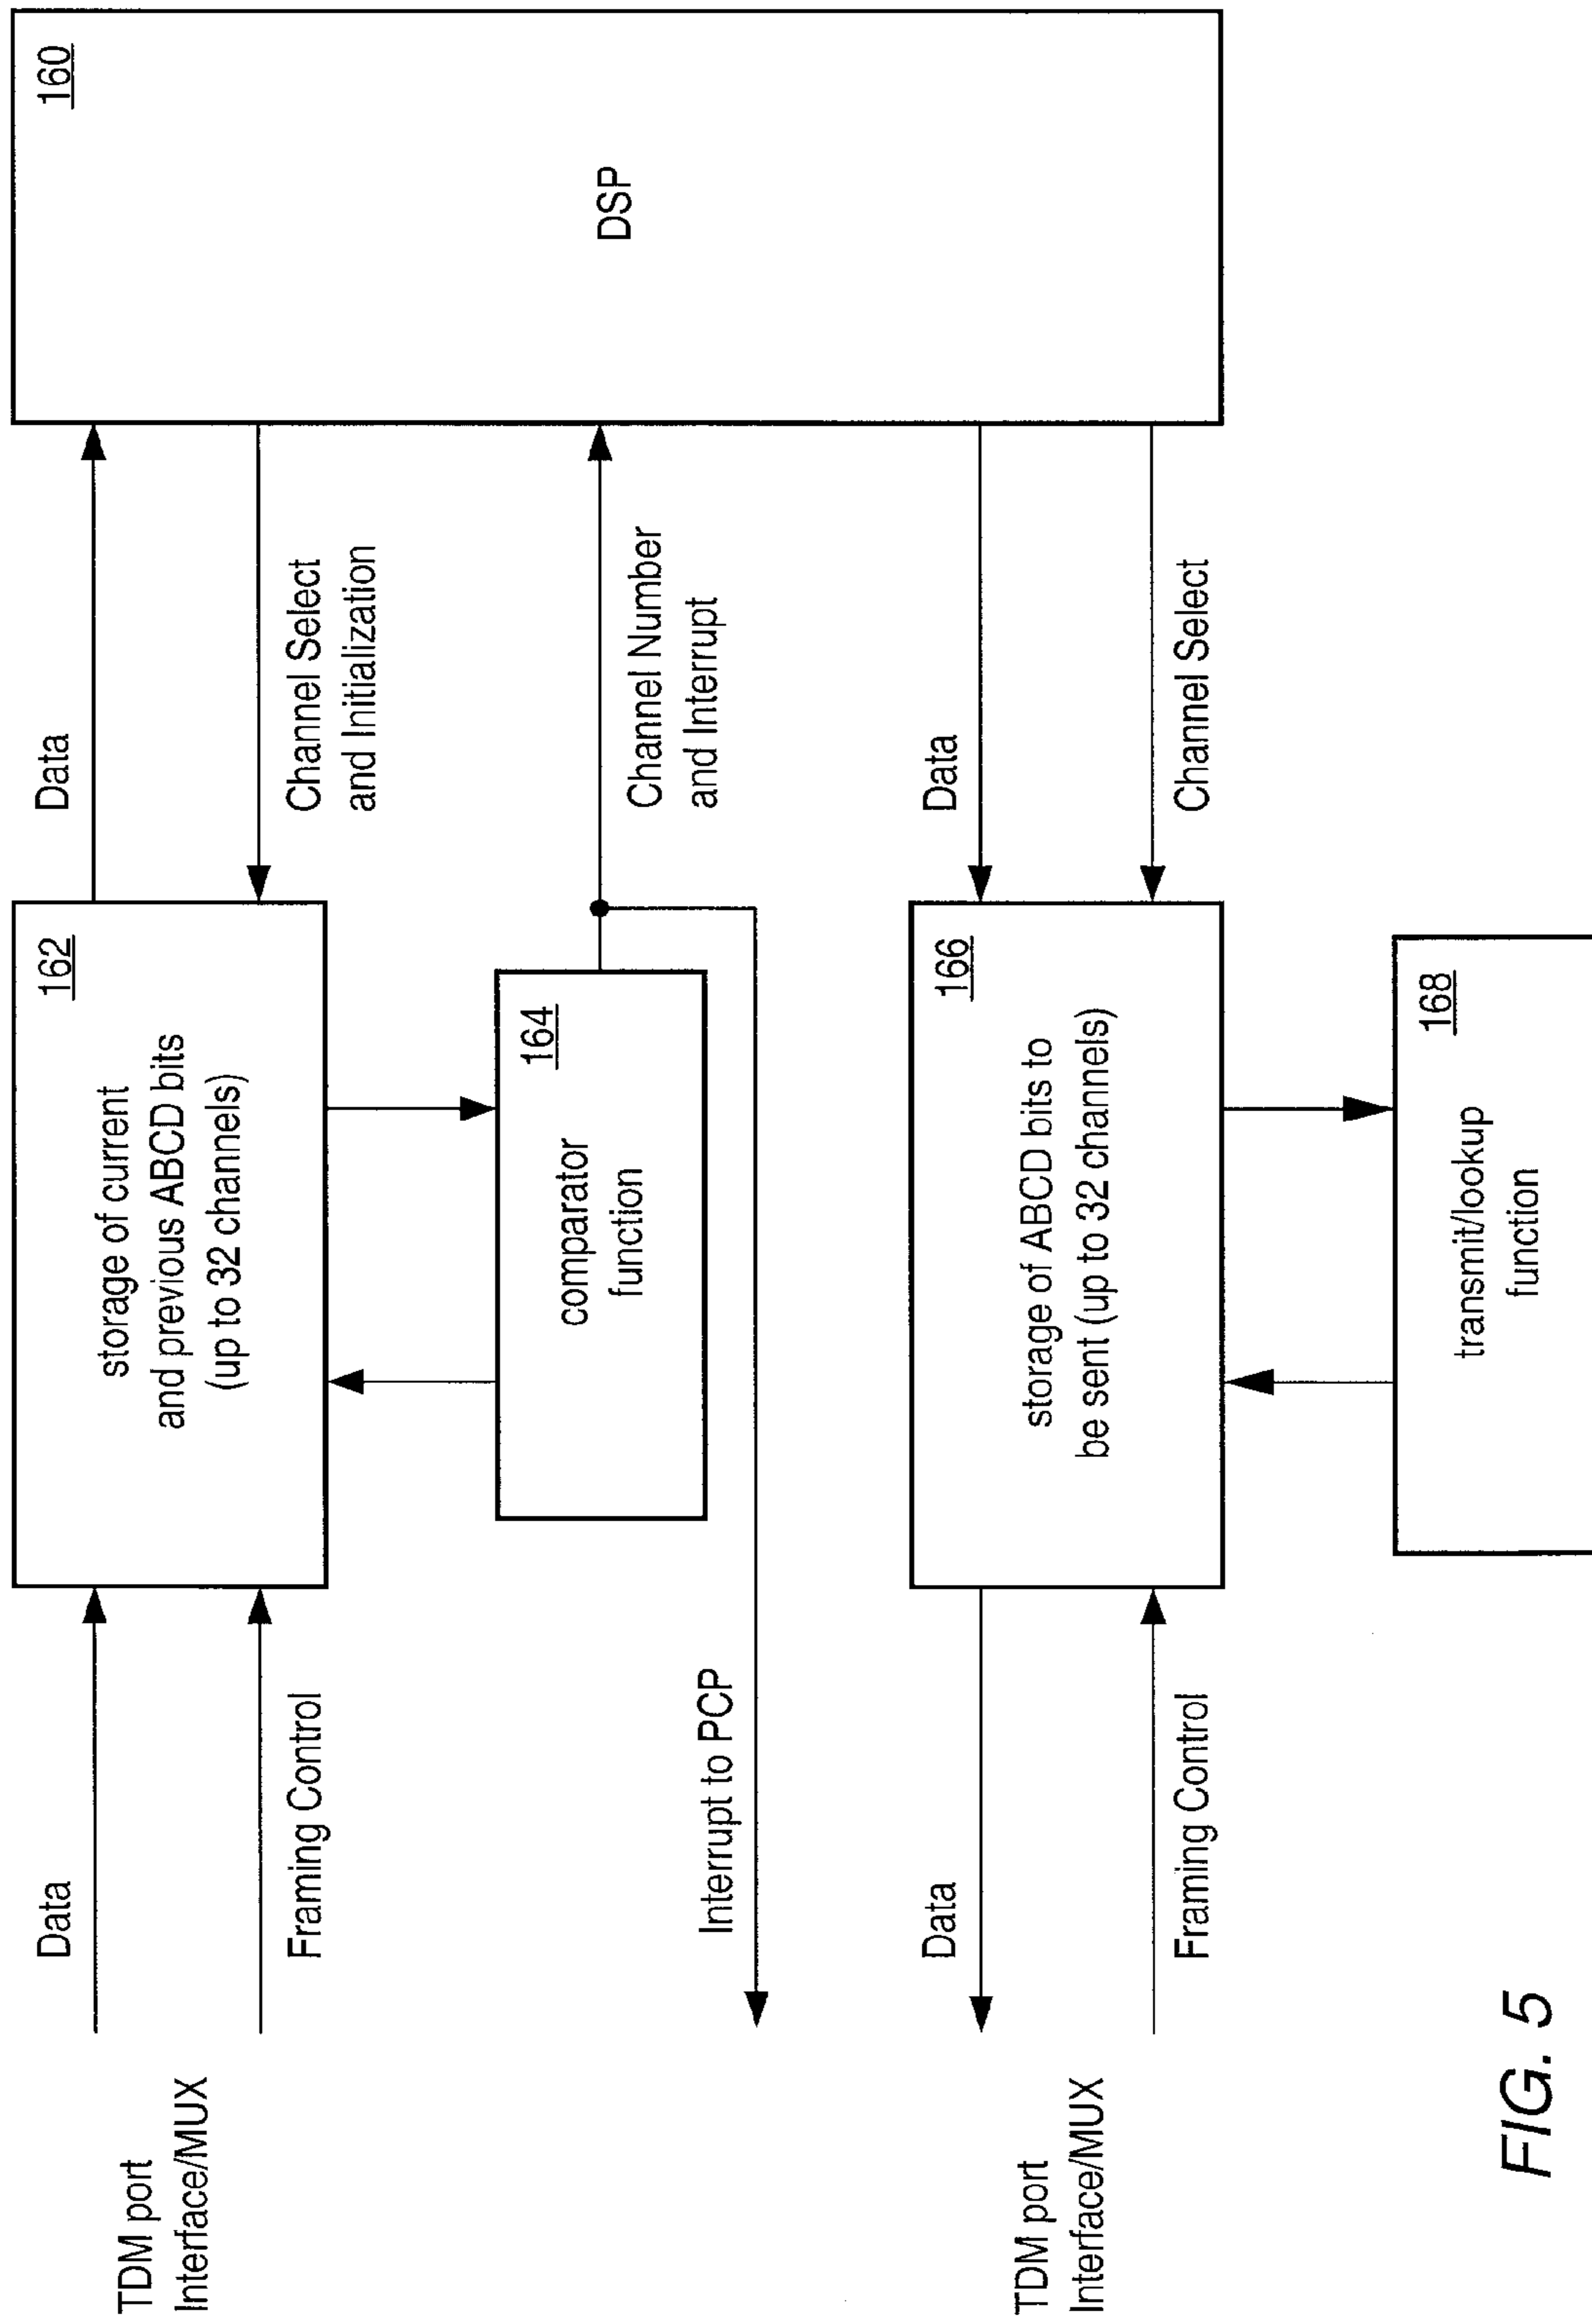 TDM port
Interface/MUX
Data
Framing Control
162
storage of current
and previous ABCD bits
(up to 32 channels)
Data
Channel Select
and Initialization
160
DSP
164
comparator
function
Channel Number
and Interrupt
Interrupt to PCP
TDM port
Interface/MUX
Data
Framing Control
166
storage of ABCD bits to
be sent (up to 32 channels)
Data
Channel Select
168
transmit/lookup
function
FIG. 5